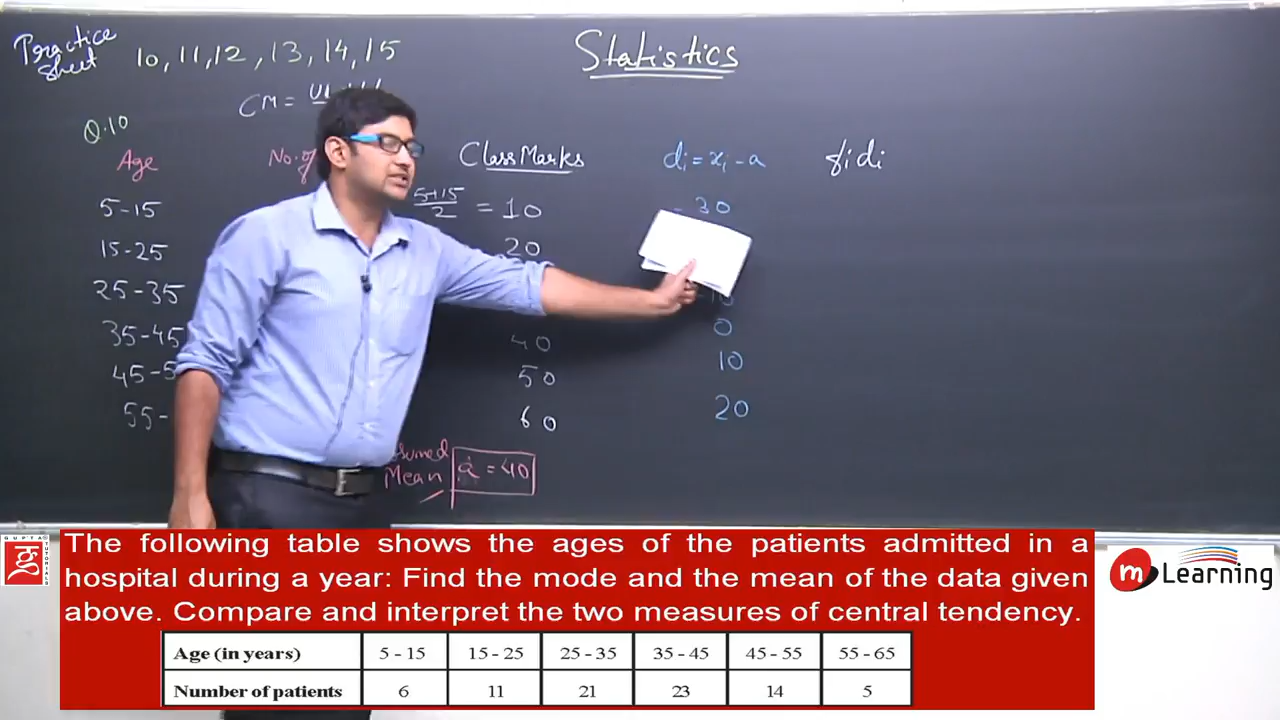 Practice Sheet
10, 11, 12, 13, 14, 15
Statistics
CM =
Q.10
Age
No. of
Class Marks
di = xi - a
fidi
5-15
5+15
2
= 10
- 30
15-25
20
25-35
35-45
40
0
45-5
50
10
55-
60
20
Mean
a = 40
The following table shows the ages of the patients admitted in a
hospital during a year: Find the mode and the mean of the data given
above. Compare and interpret the two measures of central tendency.
Age (in years) 5 - 15 15 - 25 25 - 35 35 - 45 45 - 55 55 - 65
Number of patients 6 11 21 23 14 5
GUPTA
TUTORIALS
m Learning